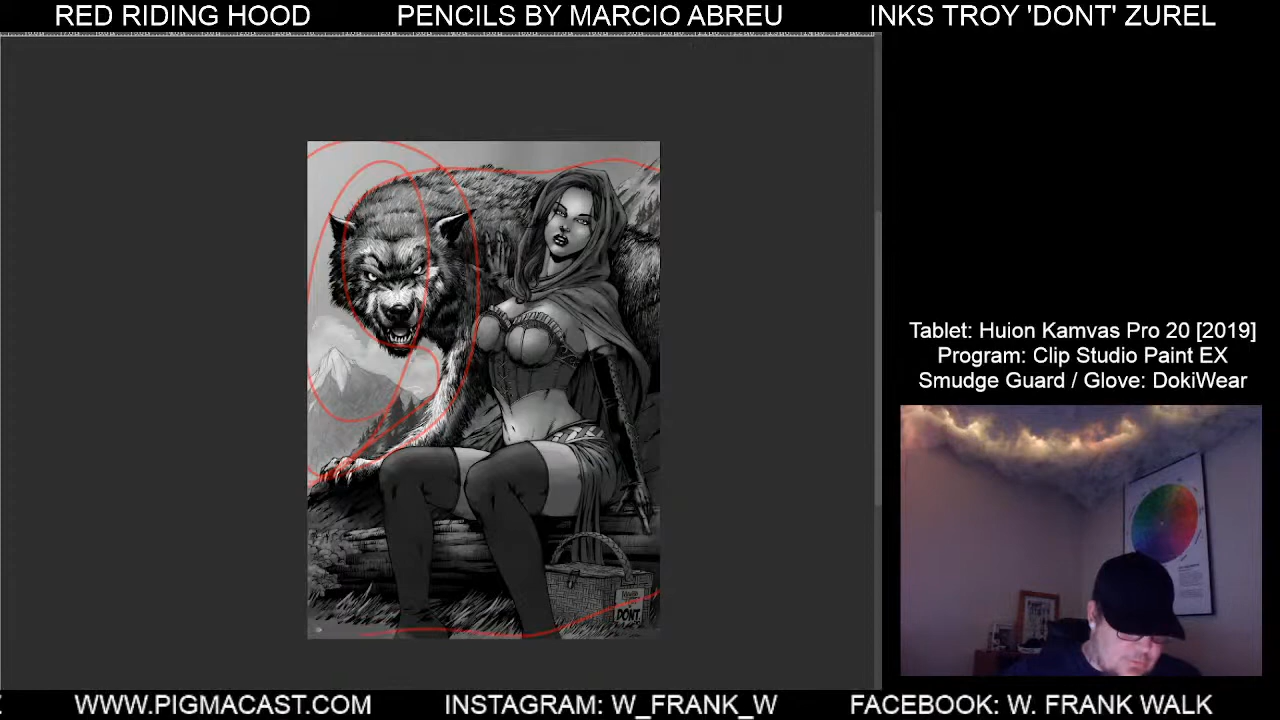 RED RIDING HOOD
PENCILS BY MARCIO ABREU
INKS TROY 'DONT' ZUREL
Tablet: Huion Kamvas Pro 20 [2019]
Program: Clip Studio Paint EX
Smudge Guard / Glove: DokiWear
DONT
WWW.PIGMACAST.COM
INSTAGRAM: W_FRANK_W
FACEBOOK: W. FRANK WALK